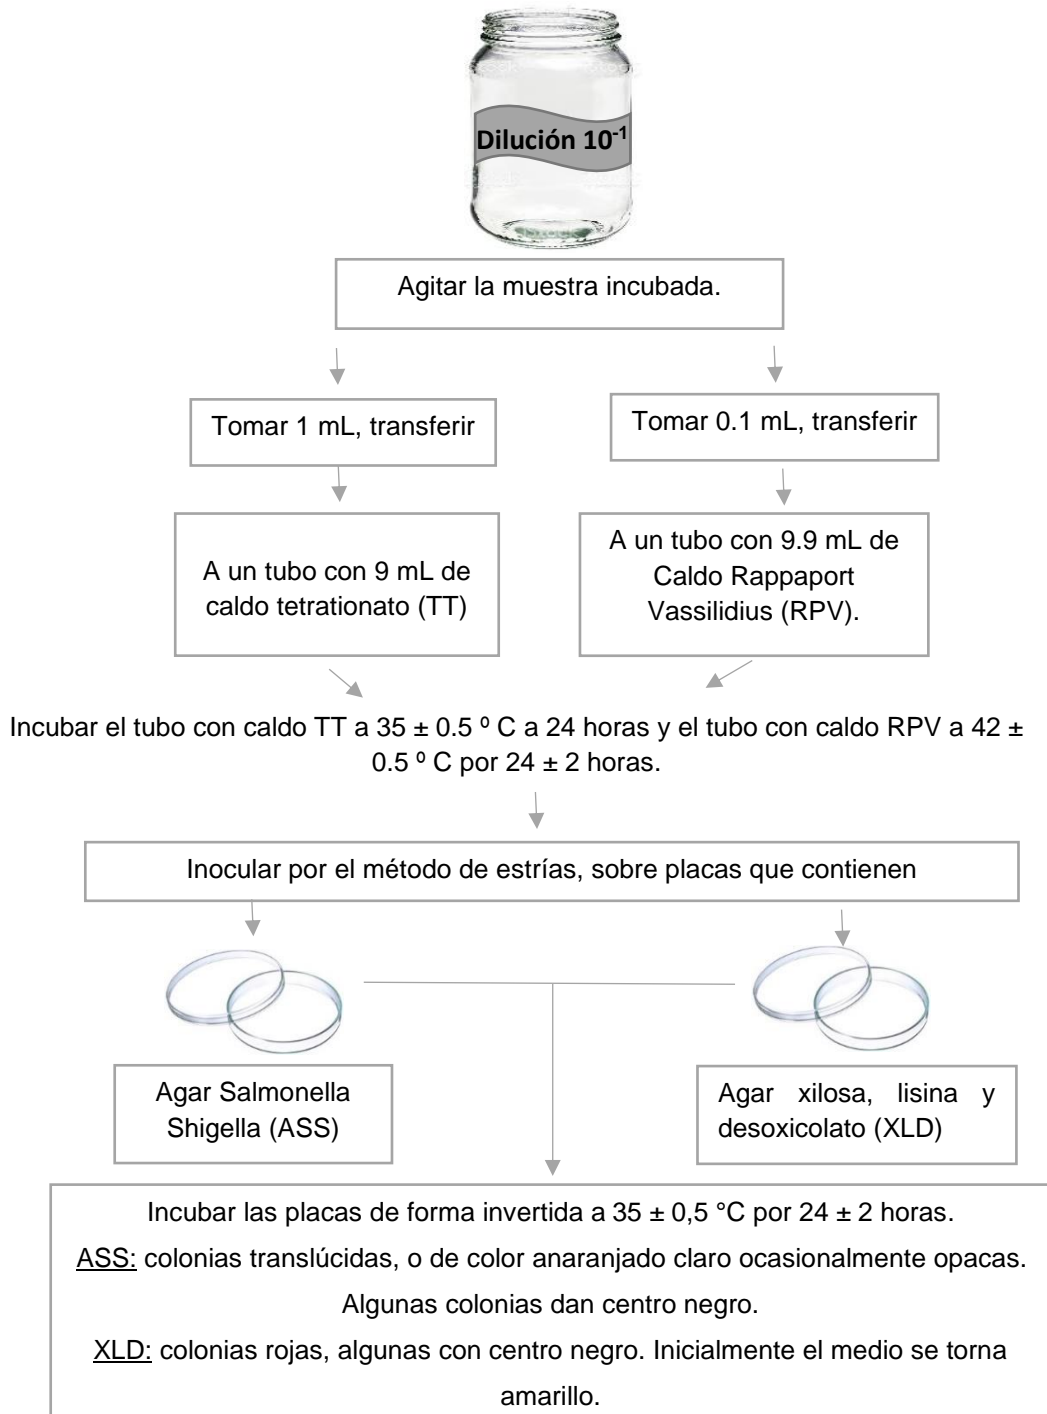 Dilución 10⁻¹
Agitar la muestra incubada.
Tomar 1 mL, transferir
Tomar 0.1 mL, transferir
A un tubo con 9 mL de
caldo tetrationato (TT)
A un tubo con 9.9 mL de
Caldo Rappaport
Vassilidius (RPV).
Incubar el tubo con caldo TT a 35 ± 0.5 º C a 24 horas y el tubo con caldo RPV a 42 ±
0.5 º C por 24 ± 2 horas.
Inocular por el método de estrías, sobre placas que contienen
Agar Salmonella
Shigella (ASS)
Agar xilosa, lisina y
desoxicolato (XLD)
Incubar las placas de forma invertida a 35 ± 0,5 °C por 24 ± 2 horas.
ASS: colonias translúcidas, o de color anaranjado claro ocasionalmente opacas.
Algunas colonias dan centro negro.
XLD: colonias rojas, algunas con centro negro. Inicialmente el medio se torna
amarillo.